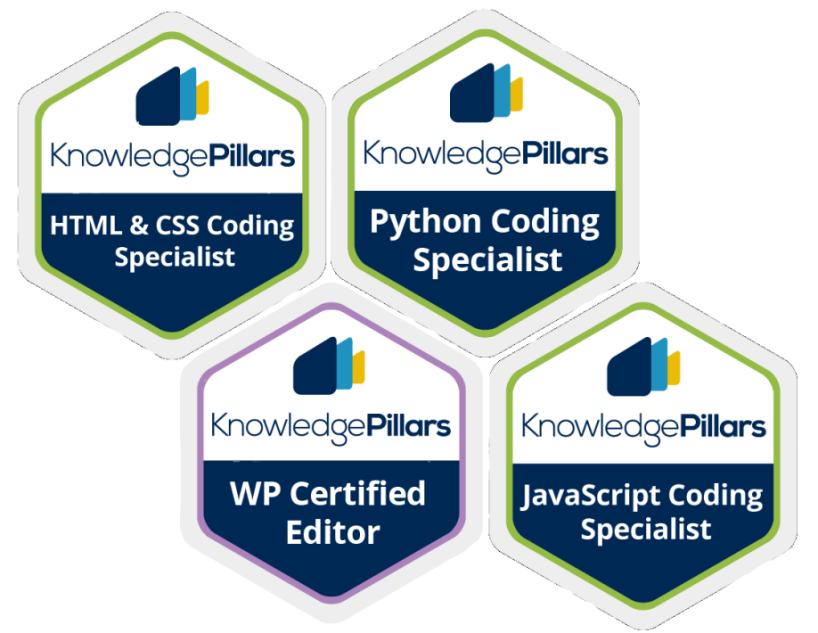 KnowledgePillars
HTML & CSS Coding
Specialist
KnowledgePillars
Python Coding
Specialist
KnowledgePillars
WP Certified
Editor
KnowledgePillars
JavaScript Coding
Specialist